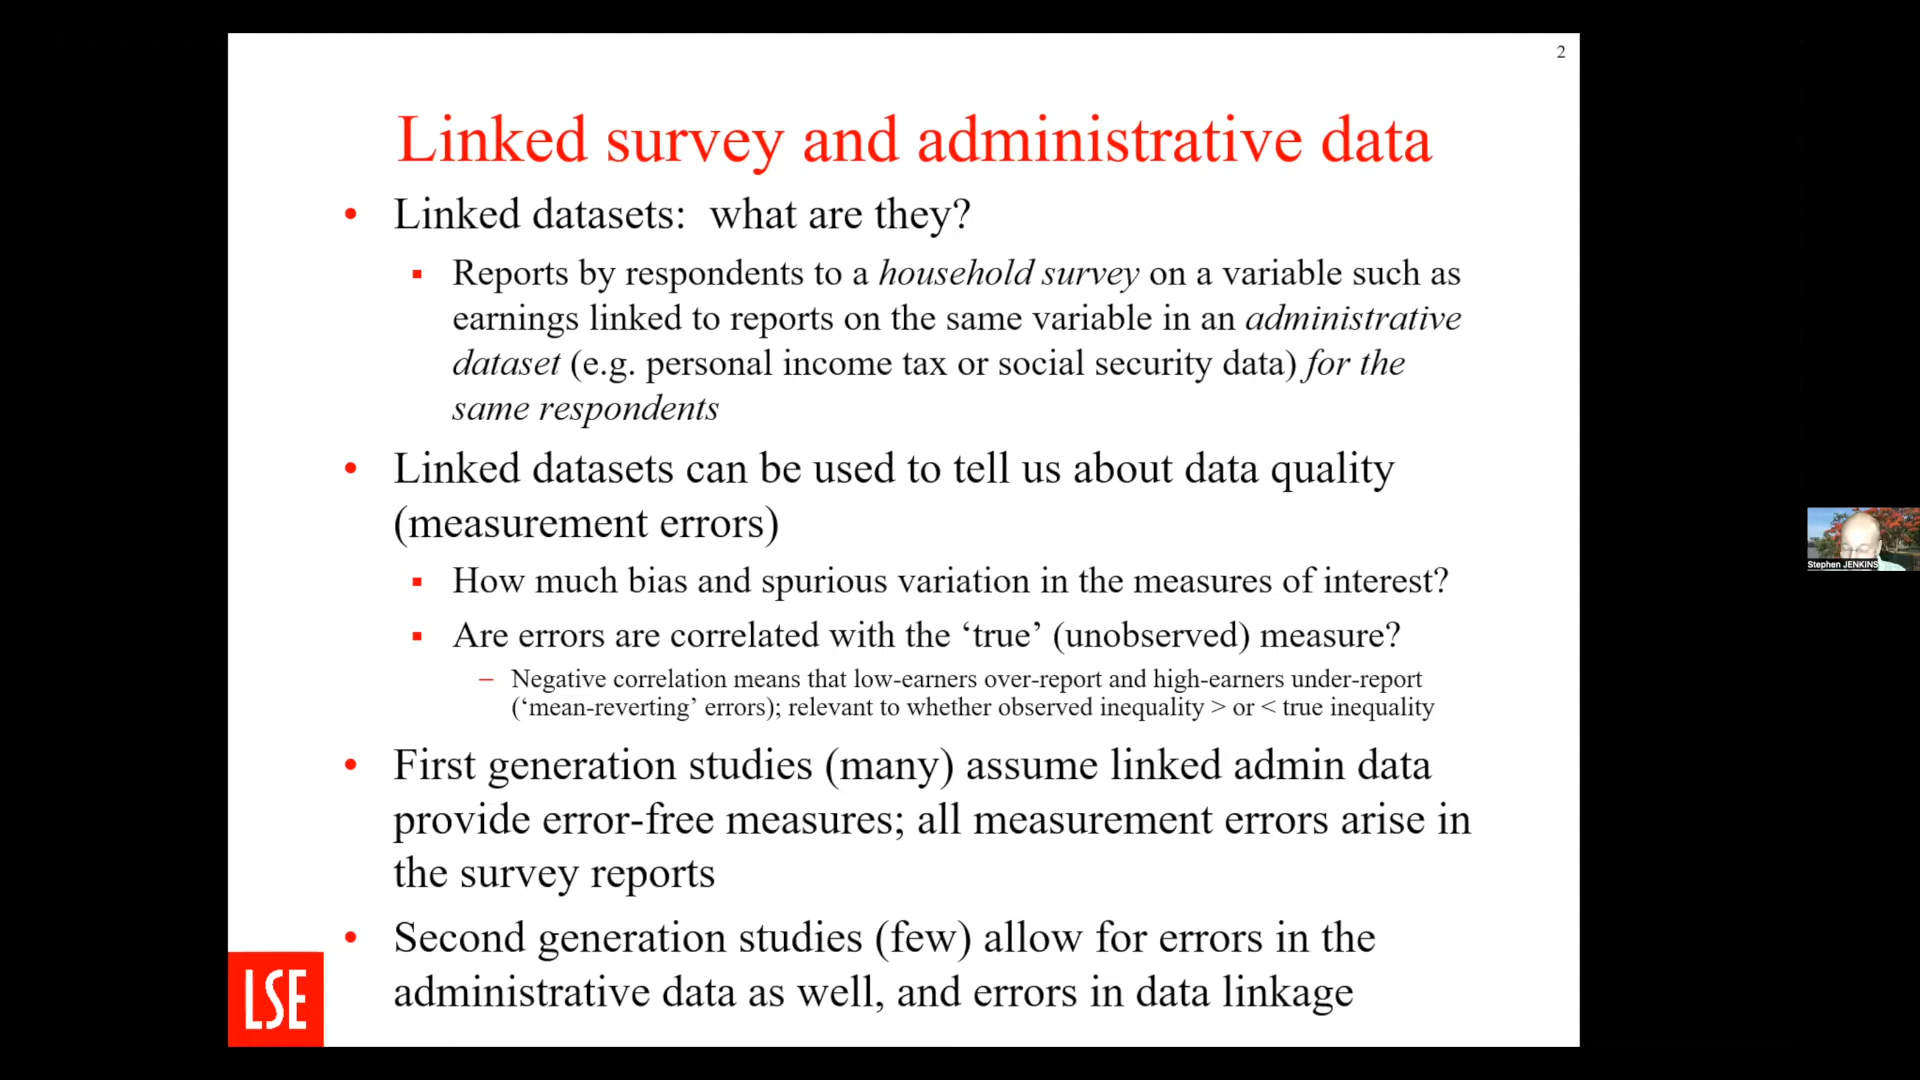 2
Linked survey and administrative data
• Linked datasets: what are they?
▪ Reports by respondents to a household survey on a variable such as
earnings linked to reports on the same variable in an administrative
dataset (e.g. personal income tax or social security data) for the
same respondents
• Linked datasets can be used to tell us about data quality
(measurement errors)
▪ How much bias and spurious variation in the measures of interest?
▪ Are errors are correlated with the ‘true’ (unobserved) measure?
– Negative correlation means that low-earners over-report and high-earners under-report
(‘mean-reverting’ errors); relevant to whether observed inequality > or < true inequality
• First generation studies (many) assume linked admin data
provide error-free measures; all measurement errors arise in
the survey reports
• Second generation studies (few) allow for errors in the
administrative data as well, and errors in data linkage
LSE
Stephen JENKINS